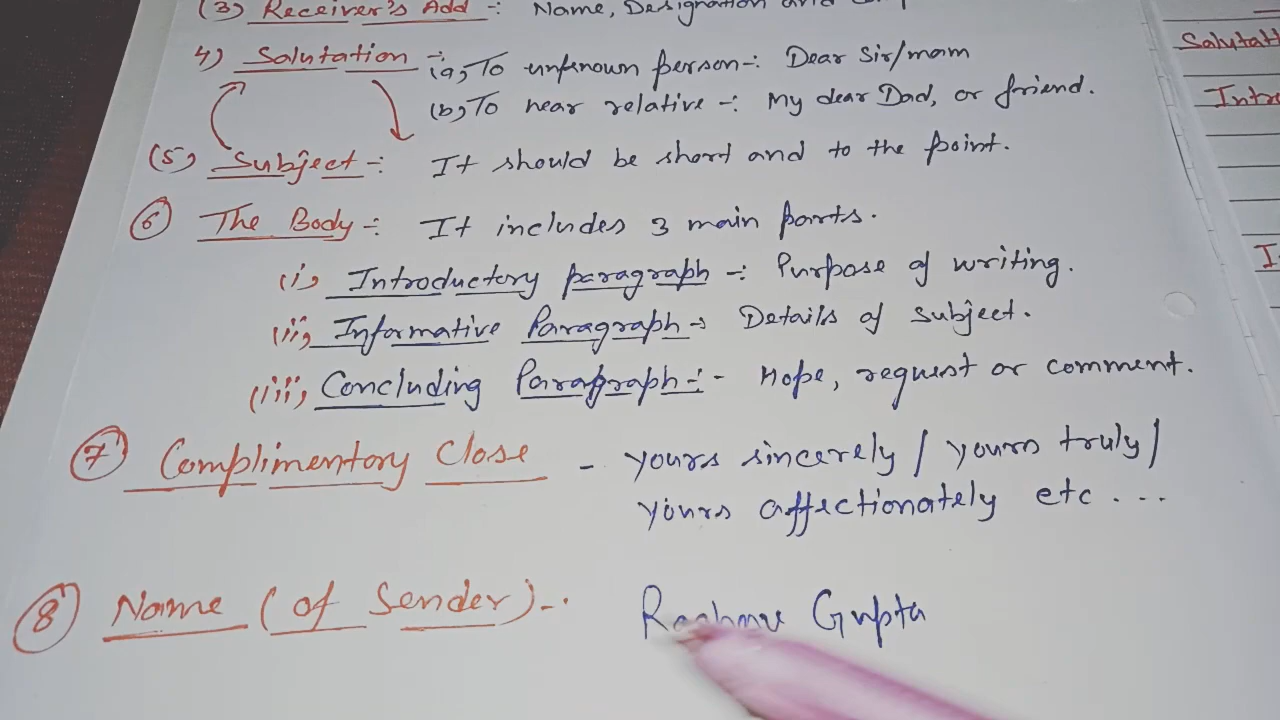 (3) Receiver's Add -: Name, Designation and
4) Salutation -: (a) To unknown person -: Dear Sir/mam
(b) To near relative -: My dear Dad, or friend.
(5) Subject -: It should be short and to the point.
(6) The Body -: It includes 3 main parts.
(i) Introductory paragraph -: Purpose of writing.
(ii) Informative Paragraph -> Details of subject.
(iii) Concluding Paragraph -: - Hope, request or comment.
(7) Complimentory Close - yours sincerely / yours truly /
yours affectionately etc ....
(8) Name (of Sender) -. Gupta